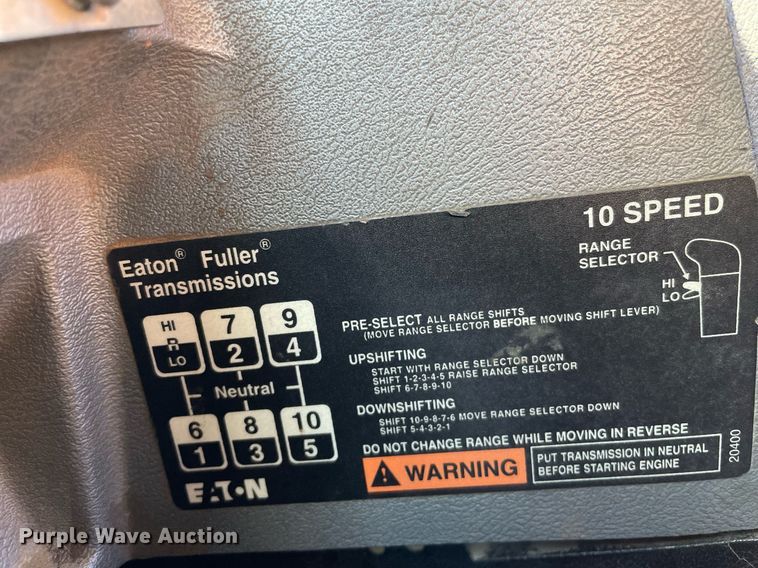 10 SPEED
Eaton® Fuller®
Transmissions
RANGE
SELECTOR
HI
LO
HI
R
LO
7
2
9
4
Neutral
6
1
8
3
10
5
EATON
PRE-SELECT ALL RANGE SHIFTS
(MOVE RANGE SELECTOR BEFORE MOVING SHIFT LEVER)
UPSHIFTING
START WITH RANGE SELECTOR DOWN
SHIFT 1-2-3-4-5 RAISE RANGE SELECTOR
SHIFT 6-7-8-9-10
DOWNSHIFTING
SHIFT 10-9-8-7-6 MOVE RANGE SELECTOR DOWN
SHIFT 5-4-3-2-1
DO NOT CHANGE RANGE WHILE MOVING IN REVERSE
WARNING
PUT TRANSMISSION IN NEUTRAL
BEFORE STARTING ENGINE
20400
Purple Wave Auction